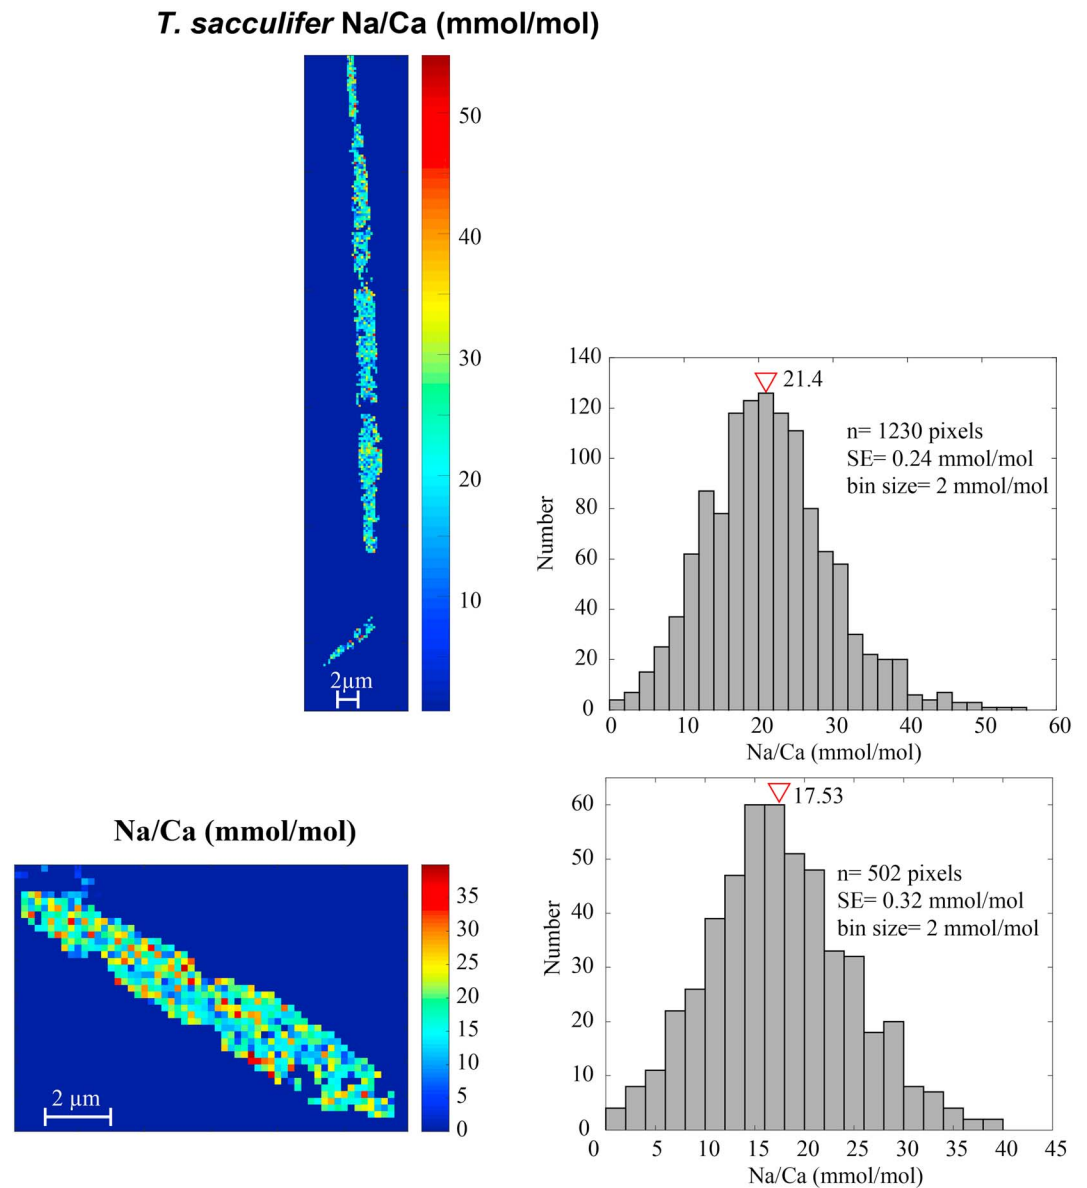 T. sacculifer Na/Ca (mmol/mol)
50
40
30
20
10
2µm
140
120
100
80
60
40
20
0
Number
21.4
n= 1230 pixels
SE= 0.24 mmol/mol
bin size= 2 mmol/mol
0 10 20 30 40 50 60
Na/Ca (mmol/mol)
Na/Ca (mmol/mol)
35
30
25
20
15
10
5
0
2 µm
60
50
40
30
20
10
0
Number
17.53
n= 502 pixels
SE= 0.32 mmol/mol
bin size= 2 mmol/mol
0 5 10 15 20 25 30 35 40 45
Na/Ca (mmol/mol)